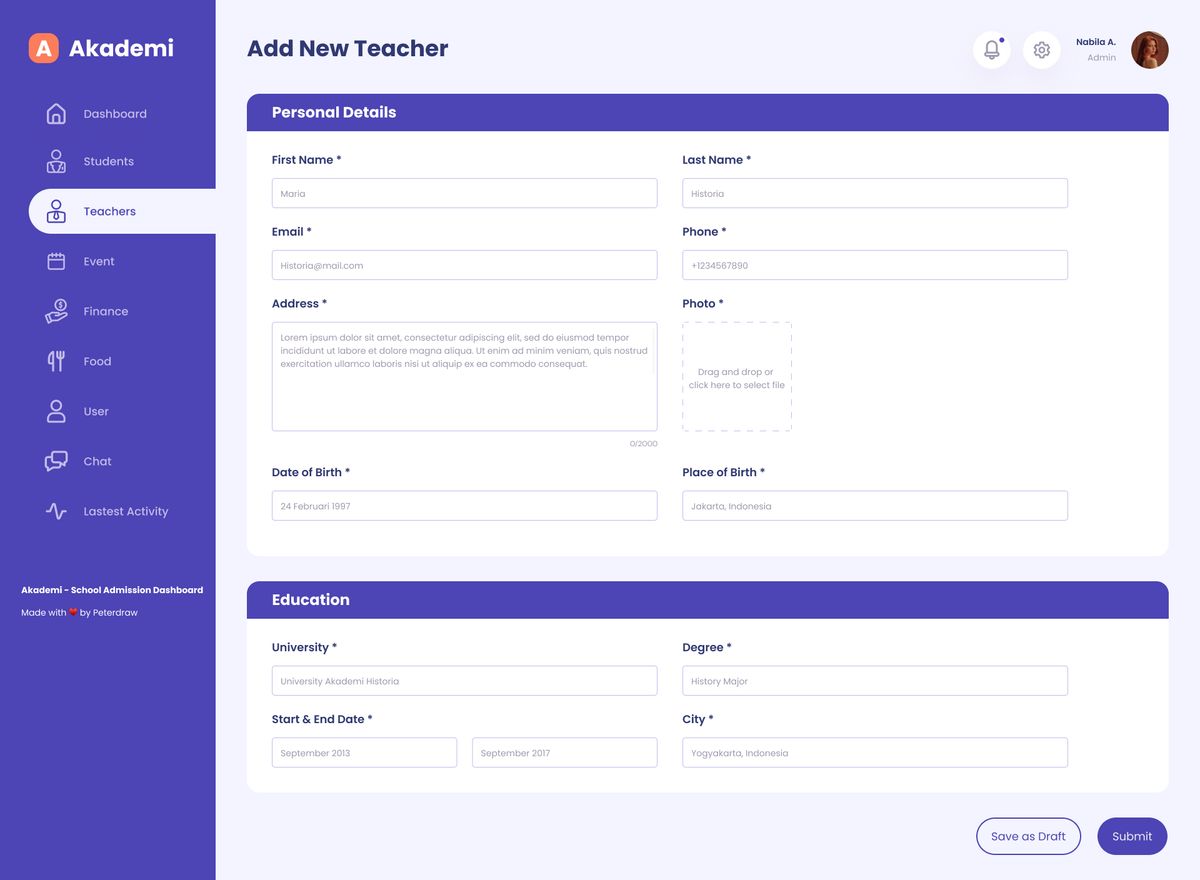 A Akademi
Dashboard
Students
Teachers
Event
Finance
Food
User
Chat
Lastest Activity
Akademi - School Admission Dashboard
Made with ❤️ by Peterdraw
Add New Teacher
Nabila A.
Admin
Personal Details
First Name *
Maria
Last Name *
Historia
Email *
Historia@mail.com
Phone *
+1234567890
Address *
Lorem ipsum dolor sit amet, consectetur adipiscing elit, sed do eiusmod tempor
incididunt ut labore et dolore magna aliqua. Ut enim ad minim veniam, quis nostrud
exercitation ullamco laboris nisi ut aliquip ex ea commodo consequat.
0/2000
Photo *
Drag and drop or
click here to select file
Date of Birth *
24 Februari 1997
Place of Birth *
Jakarta, Indonesia
Education
University *
University Akademi Historia
Degree *
History Major
Start & End Date *
September 2013
September 2017
City *
Yogyakarta, Indonesia
Save as Draft
Submit